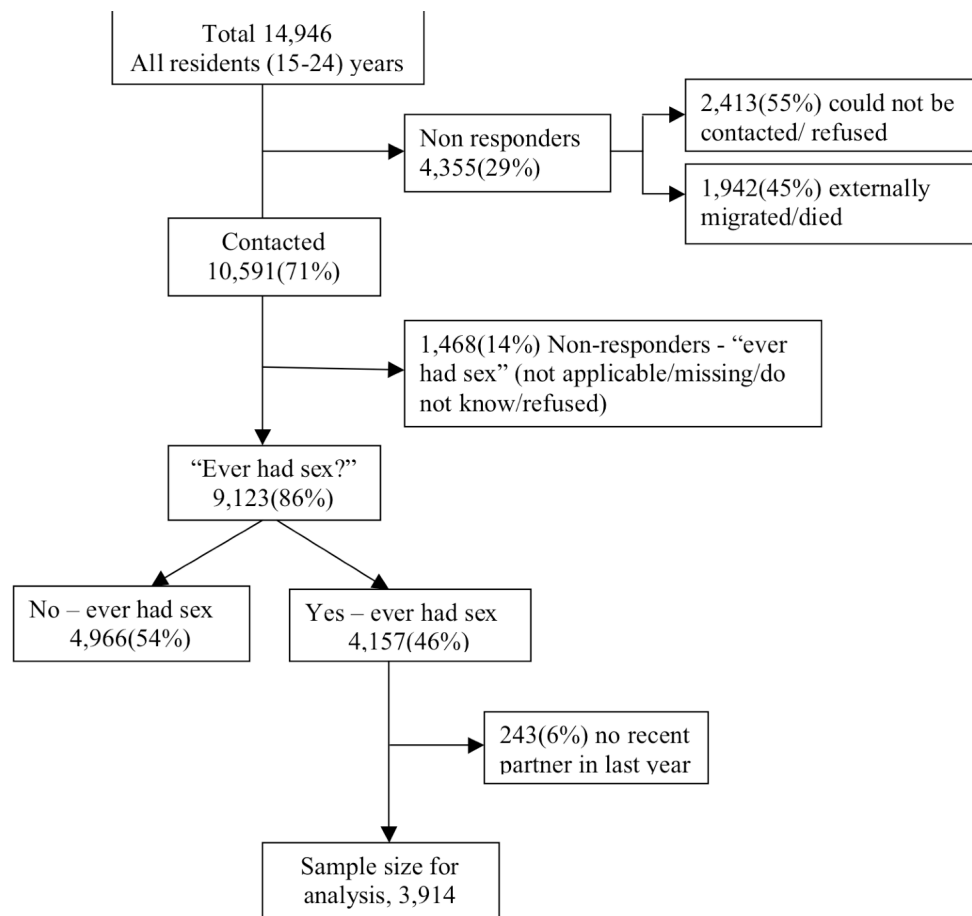 Total 14,946
All residents (15-24) years
2,413(55%) could not be
contacted/ refused
Non responders
4,355(29%)
1,942(45%) externally
migrated/died
Contacted
10,591(71%)
1,468(14%) Non-responders - “ever
had sex” (not applicable/missing/do
not know/refused)
“Ever had sex?”
9,123(86%)
No – ever had sex
4,966(54%)
Yes – ever had sex
4,157(46%)
243(6%) no recent
partner in last year
Sample size for
analysis, 3,914